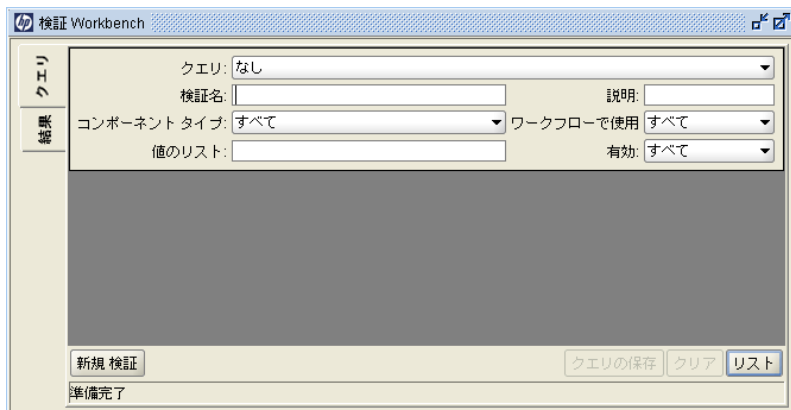 hp 検証 Workbench
クエリ
結果
クエリ: なし
検証名: 説明:
コンポーネント タイプ: すべて ワークフローで使用 すべて
値のリスト: 有効: すべて
新規 検証 クエリの保存 クリア リスト
準備完了